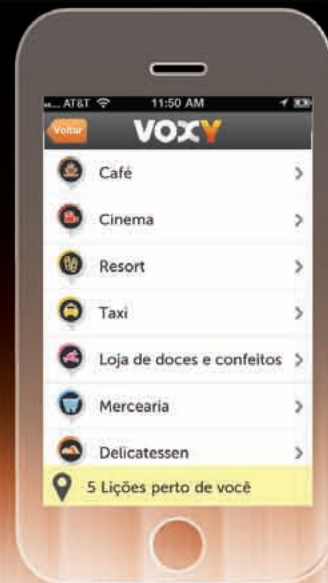 AT&T 11:50 AM
Voltar VOXY
Café
Cinema
Resort
Taxi
Loja de doces e confeitos
Mercearia
Delicatessen
5 Lições perto de você